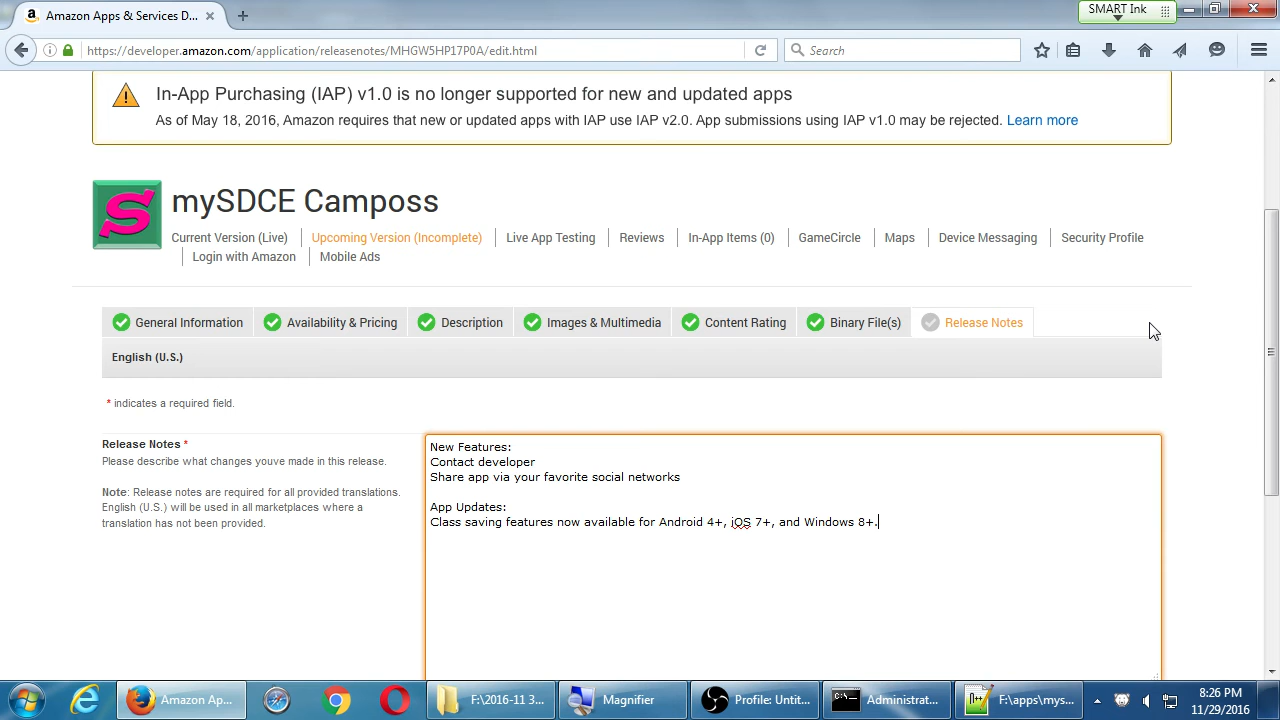 Amazon Apps & Services D...
SMART Ink
https://developer.amazon.com/application/releasenotes/MHGW5HP17P0A/edit.html
Search
In-App Purchasing (IAP) v1.0 is no longer supported for new and updated apps
As of May 18, 2016, Amazon requires that new or updated apps with IAP use IAP v2.0. App submissions using IAP v1.0 may be rejected. Learn more
mySDCE Camposs
Current Version (Live) Upcoming Version (Incomplete) Live App Testing Reviews In-App Items (0) GameCircle Maps Device Messaging Security Profile
Login with Amazon Mobile Ads
General Information Availability & Pricing Description Images & Multimedia Content Rating Binary File(s) Release Notes
English (U.S.)
* indicates a required field.
Release Notes *
Please describe what changes youve made in this release.
Note: Release notes are required for all provided translations.
English (U.S.) will be used in all marketplaces where a
translation has not been provided.
New Features:
Contact developer
Share app via your favorite social networks
App Updates:
Class saving features now available for Android 4+, iOS 7+, and Windows 8+.
Amazon Ap...
F:\2016-11 3...
Magnifier
Profile: Untit...
Administrat...
F:\apps\mys...
8:26 PM
11/29/2016